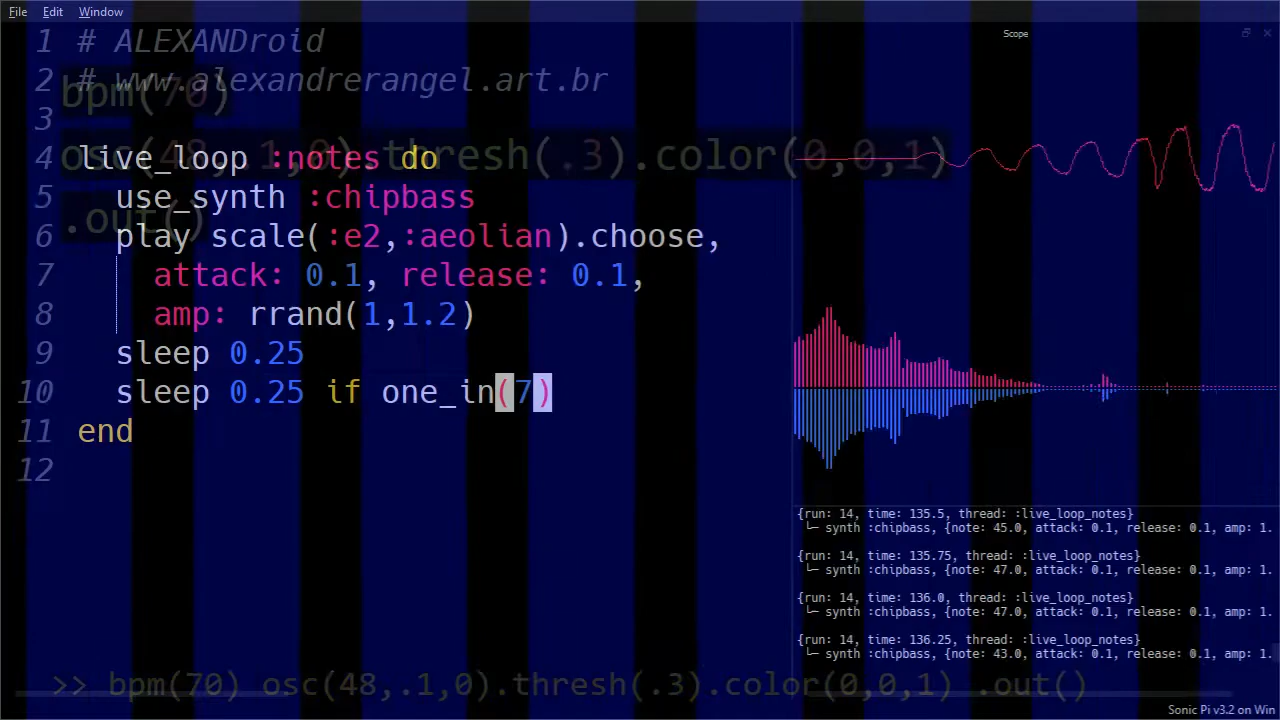 File Edit Window
1 # ALEXANDroid
2 # www.alexandrerangel.art.br
bpm(70)
3
4 live_loop :notes do
osc(48,.1,0).thresh(.3).color(0,0,1)
5 use_synth :chipbass
.out()
6 play scale(:e2,:aeolian).choose,
7 attack: 0.1, release: 0.1,
8 amp: rrand(1,1.2)
9 sleep 0.25
10 sleep 0.25 if one_in(7)
11 end
12
Scope
{run: 14, time: 135.5, thread: :live_loop_notes}
└─ synth :chipbass, {note: 45.0, attack: 0.1, release: 0.1, amp: 1.
{run: 14, time: 135.75, thread: :live_loop_notes}
└─ synth :chipbass, {note: 47.0, attack: 0.1, release: 0.1, amp: 1.
{run: 14, time: 136.0, thread: :live_loop_notes}
└─ synth :chipbass, {note: 47.0, attack: 0.1, release: 0.1, amp: 1.
{run: 14, time: 136.25, thread: :live_loop_notes}
└─ synth :chipbass, {note: 43.0, attack: 0.1, release: 0.1, amp: 1.
>> bpm(70) osc(48,.1,0).thresh(.3).color(0,0,1) .out()
Sonic Pi v3.2 on Win